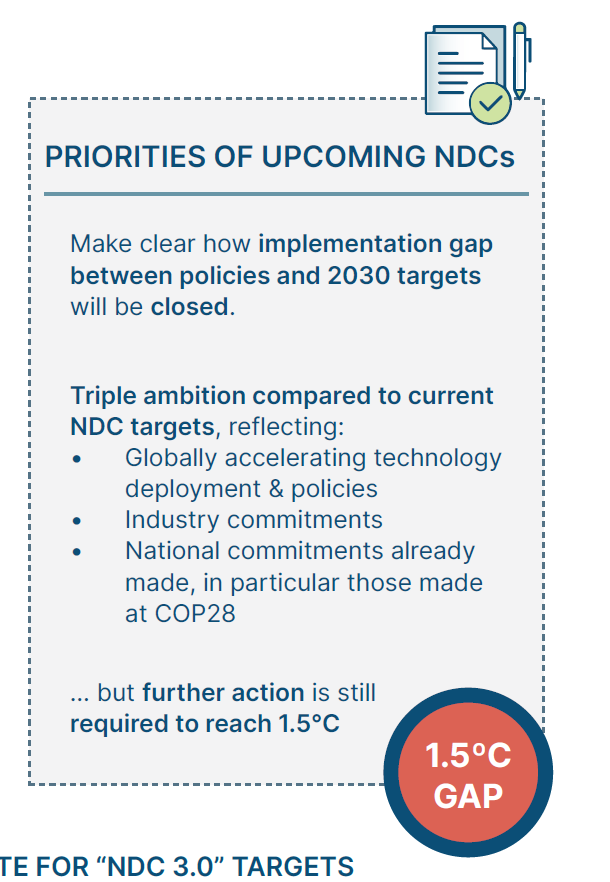 PRIORITIES OF UPCOMING NDCs
Make clear how implementation gap
between policies and 2030 targets
will be closed.
Triple ambition compared to current
NDC targets, reflecting:
• Globally accelerating technology
deployment & policies
• Industry commitments
• National commitments already
made, in particular those made
at COP28
... but further action is still
required to reach 1.5°C
1.5ºC
GAP
TE FOR “NDC 3.0” TARGETS